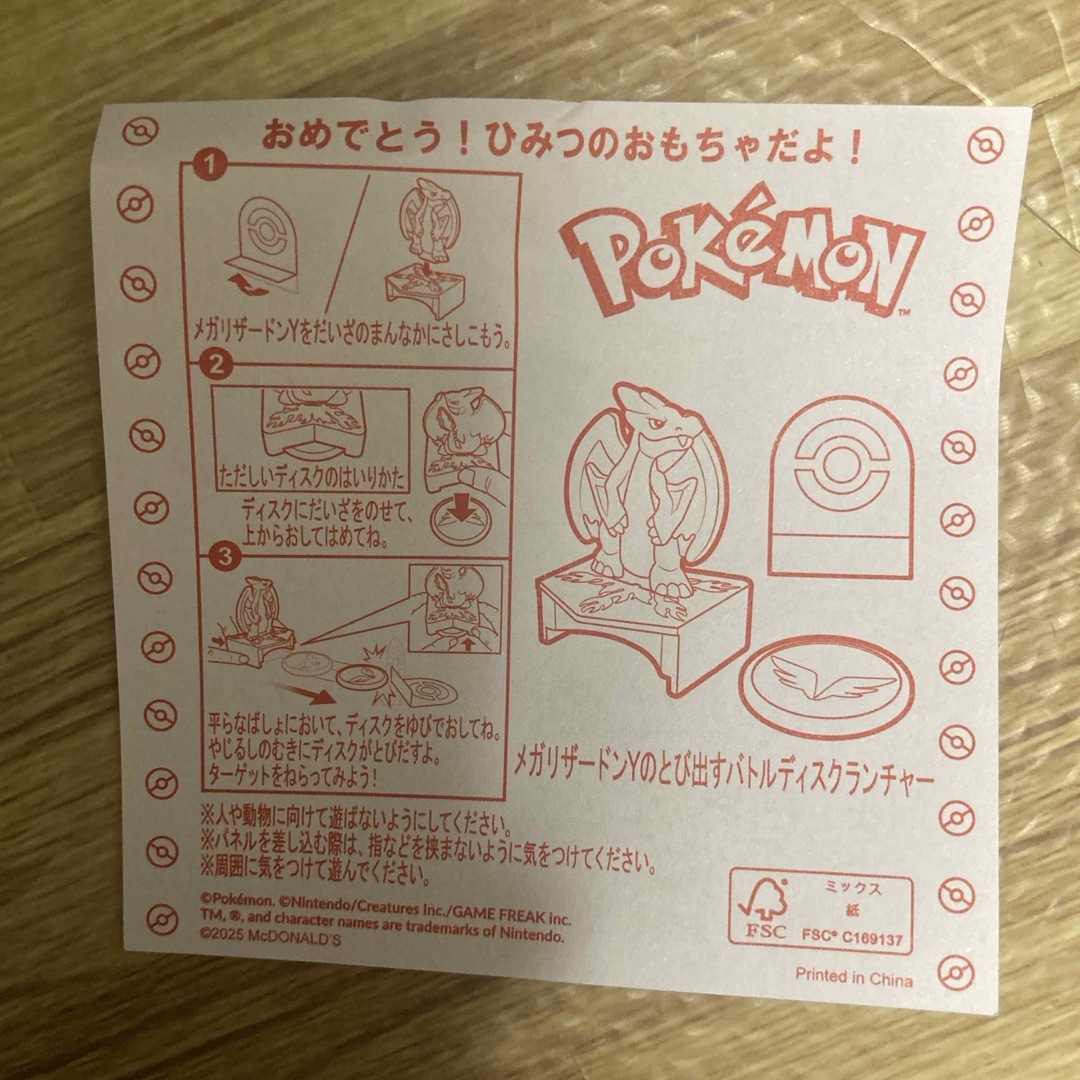 おめでとう！ひみつのおもちゃだよ！
1
メガリザードンYをだいざのまんなかにさしこもう。
2
ただしいディスクのはいりかた
ディスクにだいざをのせて、
上からおしてはめてね。
3
平らなばしょにおいて、ディスクをゆびでおしてね。
やじるしのむきにディスクがとびだすよ。
ターゲットをねらってみよう！
POKéMON™
メガリザードンYのとび出すバトルディスクランチャー
※人や動物に向けて遊ばないようにしてください。
※パネルを差し込む際は、指などを挟まないように気をつけてください。
※周囲に気をつけて遊んでください。
©Pokémon. ©Nintendo/Creatures Inc./GAME FREAK inc.
TM, ®, and character names are trademarks of Nintendo.
©2025 McDONALD'S
ミックス
紙
FSC
FSC® C169137
Printed in China